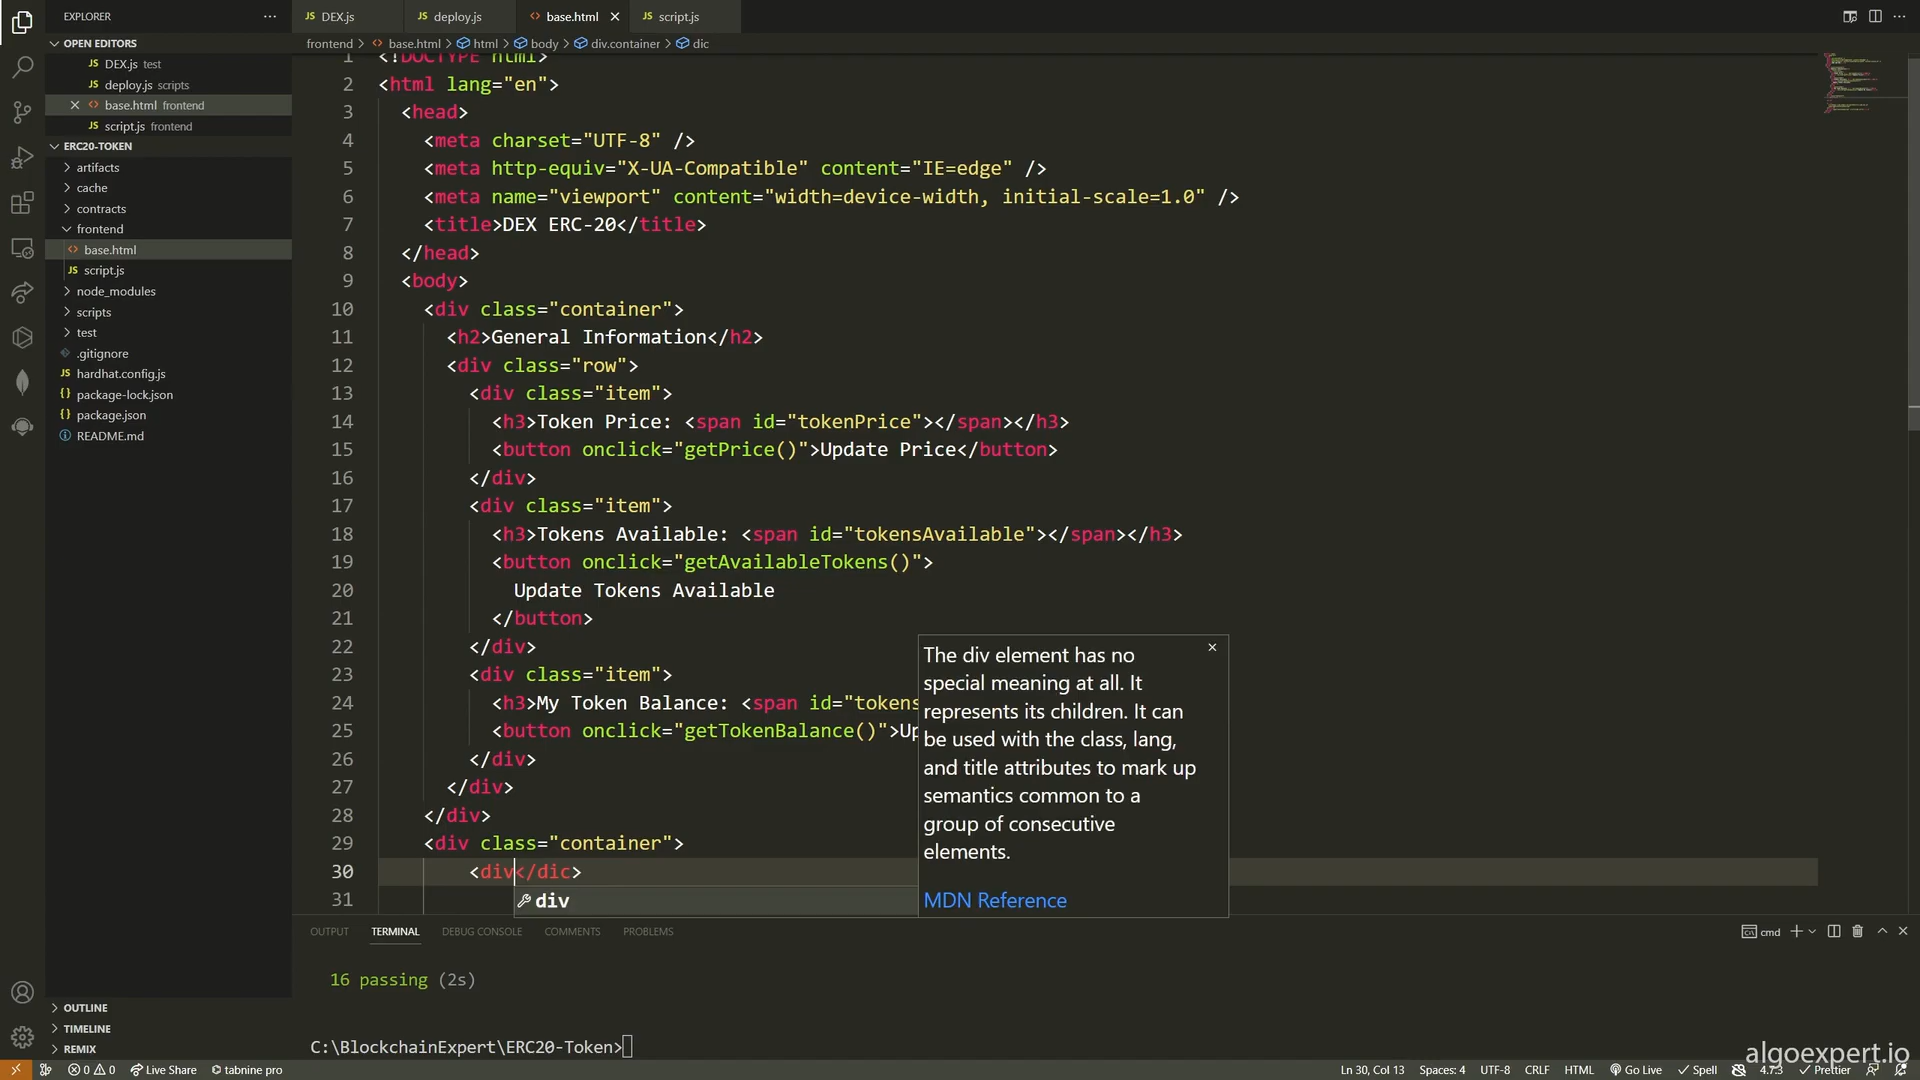 EXPLORER
DEX.js
deploy.js
base.html
script.js
OPEN EDITORS
DEX.js test
deploy.js scripts
base.html frontend
script.js frontend
ERC20-TOKEN
artifacts
cache
contracts
frontend
base.html
script.js
node_modules
scripts
test
.gitignore
hardhat.config.js
package-lock.json
package.json
README.md
OUTLINE
TIMELINE
REMIX
frontend > base.html > html > body > div.container > dic
1 <!DOCTYPE html>
2 <html lang="en">
3 <head>
4 <meta charset="UTF-8" />
5 <meta http-equiv="X-UA-Compatible" content="IE=edge" />
6 <meta name="viewport" content="width=device-width, initial-scale=1.0" />
7 <title>DEX ERC-20</title>
8 </head>
9 <body>
10 <div class="container">
11 <h2>General Information</h2>
12 <div class="row">
13 <div class="item">
14 <h3>Token Price: <span id="tokenPrice"></span></h3>
15 <button onclick="getPrice()">Update Price</button>
16 </div>
17 <div class="item">
18 <h3>Tokens Available: <span id="tokensAvailable"></span></h3>
19 <button onclick="getAvailableTokens()">
20 Update Tokens Available
21 </button>
22 </div>
23 <div class="item">
24 <h3>My Token Balance: <span id="tokens
25 <button onclick="getTokenBalance()">Up
26 </div>
27 </div>
28 </div>
29 <div class="container">
30 <div</dic>
31
div
The div element has no
special meaning at all. It
represents its children. It can
be used with the class, lang,
and title attributes to mark up
semantics common to a
group of consecutive
elements.
MDN Reference
OUTPUT TERMINAL DEBUG CONSOLE COMMENTS PROBLEMS
cmd
16 passing (2s)
C:\BlockchainExpert\ERC20-Token>
algoexpert.io
0 0 Live Share tabnine pro
Ln 30, Col 13 Spaces: 4 UTF-8 CRLF HTML Go Live Spell 4.7.3 Prettier